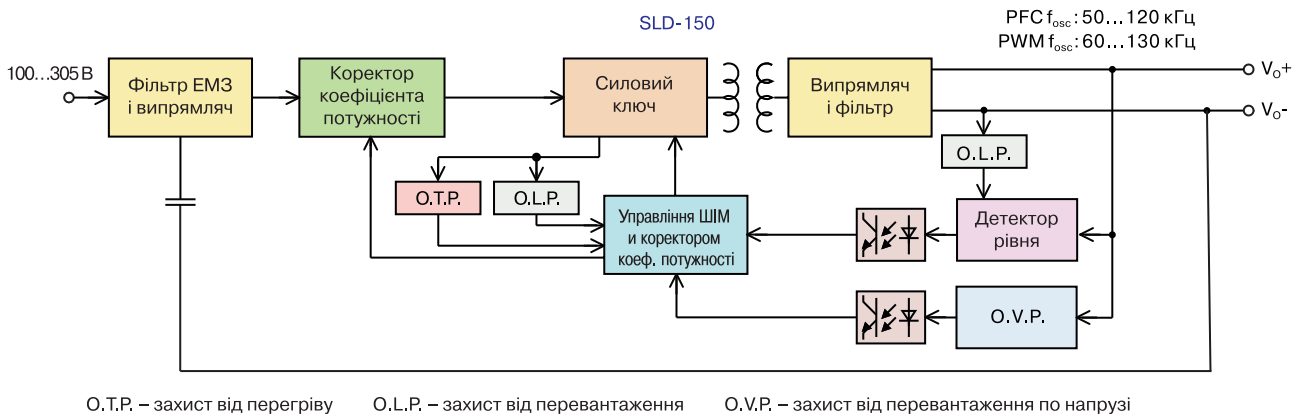 SLD-150
PFC fosc: 50...120 кГц
PWM fosc: 60...130 кГц
100...305 В
Фільтр ЕМЗ
і випрямляч
Коректор
коефіцієнта
потужності
Силовий
ключ
Випрямляч
і фільтр
Vo+
Vo-
O.L.P.
O.T.P.
O.L.P.
Управління ШІМ
и коректором
коеф. потужності
Детектор
рівня
O.V.P.
O.T.P. – захист від перегріву
O.L.P. – захист від перевантаження
O.V.P. – захист від перевантаження по напрузі